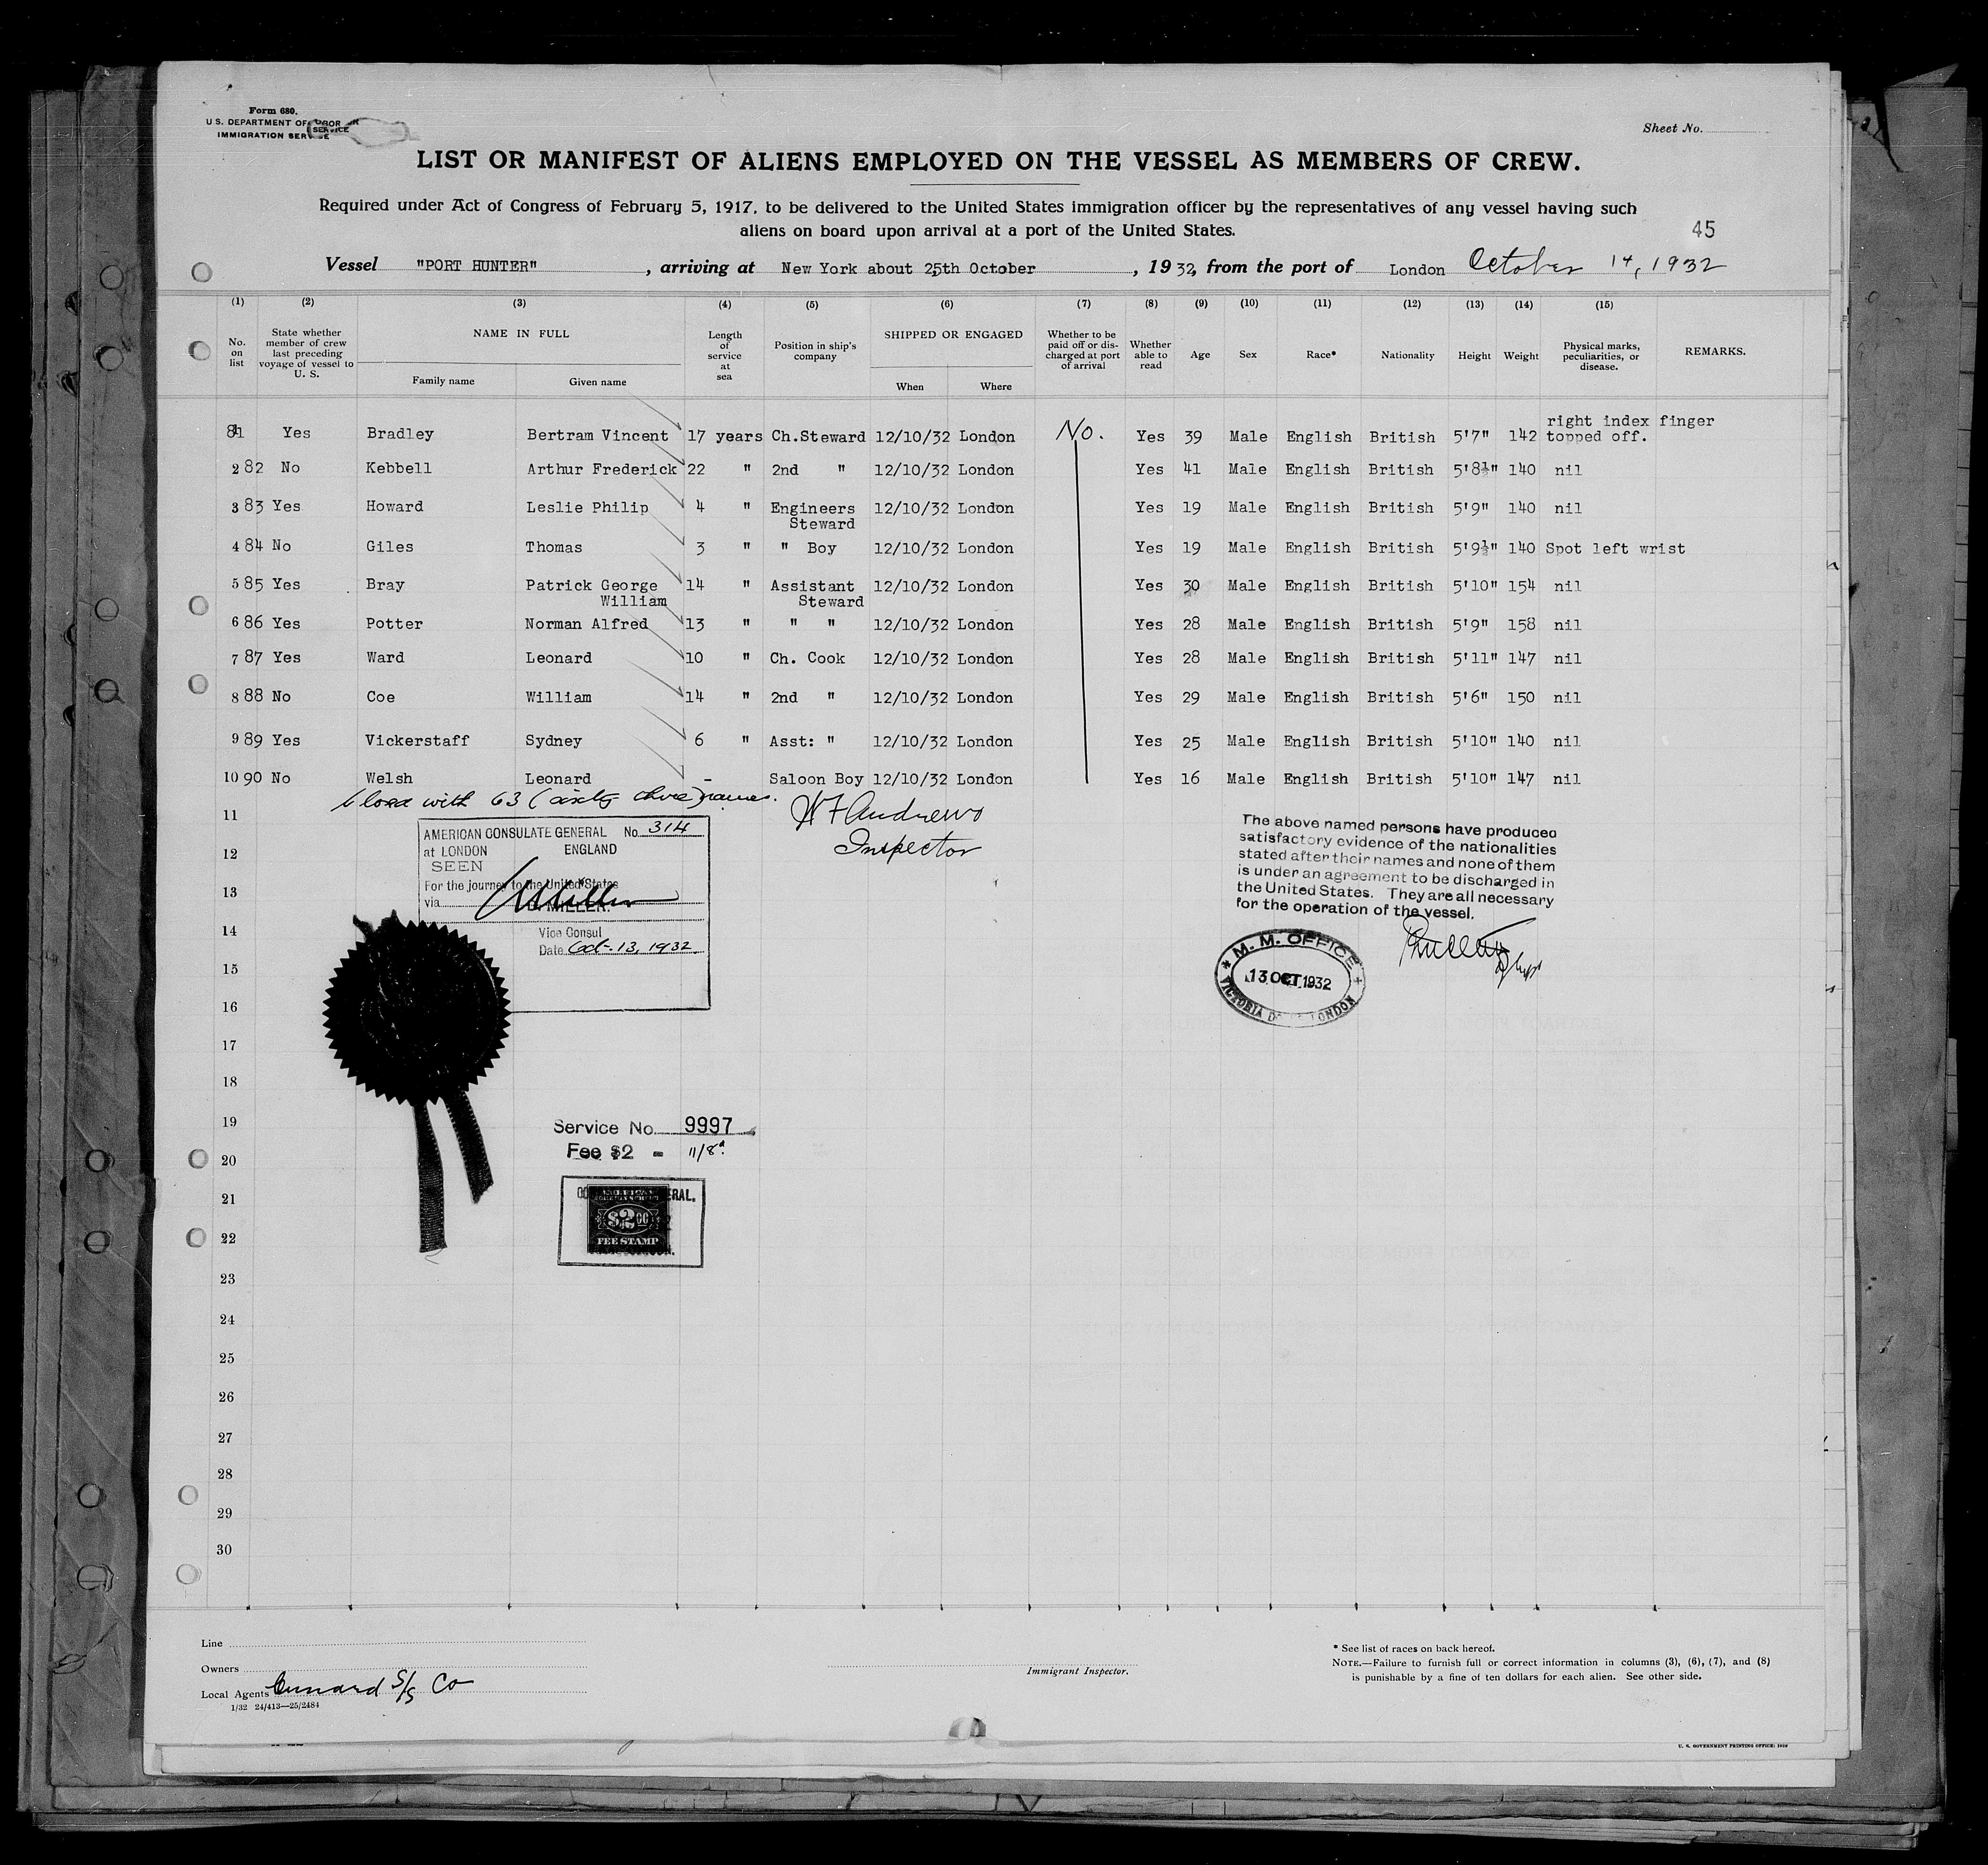 Form 680.
U. S. DEPARTMENT OF LABOR
IMMIGRATION SERVICE
Sheet No.
LIST OR MANIFEST OF ALIENS EMPLOYED ON THE VESSEL AS MEMBERS OF CREW.
Required under Act of Congress of February 5, 1917, to be delivered to the United States immigration officer by the representatives of any vessel having such
aliens on board upon arrival at a port of the United States.
45
Vessel "PORT HUNTER", arriving at New York about 25th October, 1932, from the port of London October 14, 1932
(1) (2) (3) (4) (5) (6) (7) (8) (9) (10) (11) (12) (13) (14) (15)
No. on list
State whether member of crew last preceding voyage of vessel to U. S.
NAME IN FULL
Family name
Given name
Length of service at sea
Position in ship's company
SHIPPED OR ENGAGED
When
Where
Whether to be paid off or discharged at port of arrival
Whether able to read
Age
Sex
Race*
Nationality
Height
Weight
Physical marks, peculiarities, or disease.
REMARKS.
81 Yes Bradley Bertram Vincent 17 years Ch.Steward 12/10/32 London No. Yes 39 Male English British 5'7" 142 right index finger topped off.
2 82 No Kebbell Arthur Frederick 22 " 2nd " 12/10/32 London Yes 41 Male English British 5'8½" 140 nil
3 83 Yes Howard Leslie Philip 4 " Engineers Steward 12/10/32 London Yes 19 Male English British 5'9" 140 nil
4 84 No Giles Thomas 3 " " Boy 12/10/32 London Yes 19 Male English British 5'9½" 140 Spot left wrist
5 85 Yes Bray Patrick George William 14 " Assistant Steward 12/10/32 London Yes 30 Male English British 5'10" 154 nil
6 86 Yes Potter Norman Alfred 13 " " " 12/10/32 London Yes 28 Male English British 5'9" 158 nil
7 87 Yes Ward Leonard 10 " Ch. Cook 12/10/32 London Yes 28 Male English British 5'11" 147 nil
8 88 No Coe William 14 " 2nd " 12/10/32 London Yes 29 Male English British 5'6" 150 nil
9 89 Yes Vickerstaff Sydney 6 " Asst: " 12/10/32 London Yes 25 Male English British 5'10" 140 nil
10 90 No Welsh Leonard - Saloon Boy 12/10/32 London Yes 16 Male English British 5'10" 147 nil
Closed with 63 (sixty three) names.
W F Andrews
Inspector
11
12
13
14
15
16
17
18
19
20
21
22
23
24
25
26
27
28
29
30
AMERICAN CONSULATE GENERAL No. 314
at LONDON ENGLAND
SEEN
For the journey to the United States
via
MILLER.
Vice Consul
Date Oct. 13, 1932
The above named persons have produced
satisfactory evidence of the nationalities
stated after their names and none of them
is under an agreement to be discharged in
the United States. They are all necessary
for the operation of the vessel.
M. M. OFFICE
13 OCT 1932
VICTORIA DOCKS LONDON
Service No. 9997
Fee $2 = 11/8d.
AMERICAN
FOREIGN SERVICE
$2.00
FEE STAMP
Line
Owners
Local Agents Cunard S/S Co
1/32 24/413—25/2484
Immigrant Inspector.
* See list of races on back hereof.
NOTE.—Failure to furnish full or correct information in columns (3), (6), (7), and (8)
is punishable by a fine of ten dollars for each alien. See other side.
U. S. GOVERNMENT PRINTING OFFICE: